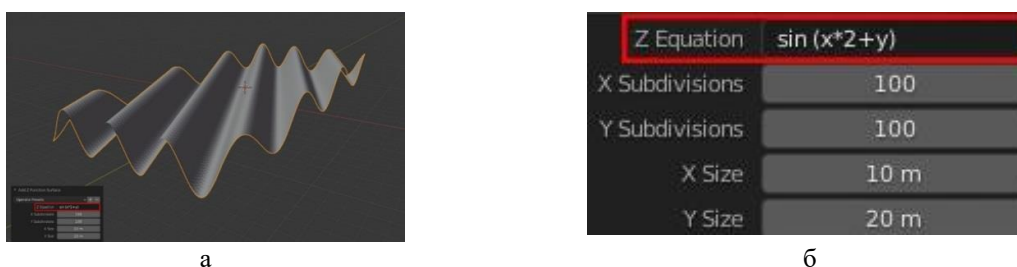 Z Equation sin (x*2+y)
X Subdivisions 100
Y Subdivisions 100
X Size 10 m
Y Size 20 m
а
б